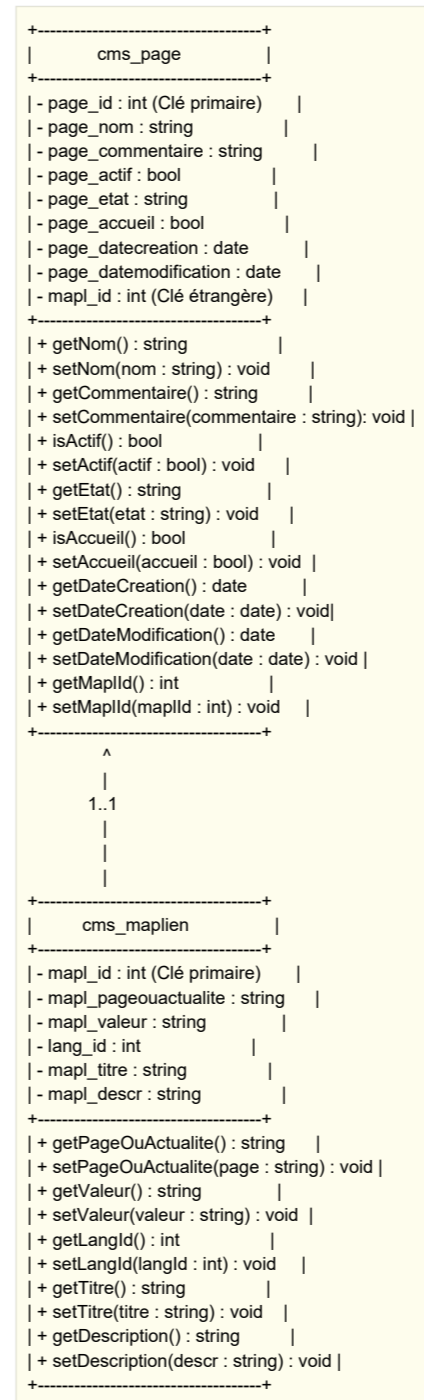 +-------------------------------------+
| cms_page |
+-------------------------------------+
| - page_id : int (Clé primaire) |
| - page_nom : string |
| - page_commentaire : string |
| - page_actif : bool |
| - page_etat : string |
| - page_accueil : bool |
| - page_datecreation : date |
| - page_datemodification : date |
| - mapl_id : int (Clé étrangère) |
+-------------------------------------+
| + getNom() : string |
| + setNom(nom : string) : void |
| + getCommentaire() : string |
| + setCommentaire(commentaire : string): void |
| + isActif() : bool |
| + setActif(actif : bool) : void |
| + getEtat() : string |
| + setEtat(etat : string) : void |
| + isAccueil() : bool |
| + setAccueil(accueil : bool) : void |
| + getDateCreation() : date |
| + setDateCreation(date : date) : void|
| + getDateModification() : date |
| + setDateModification(date : date) : void |
| + getMaplId() : int |
| + setMaplId(maplId : int) : void |
+-------------------------------------+
^
|
1..1
|
|
|
+-------------------------------------+
| cms_maplien |
+-------------------------------------+
| - mapl_id : int (Clé primaire) |
| - mapl_pageouactualite : string |
| - mapl_valeur : string |
| - lang_id : int |
| - mapl_titre : string |
| - mapl_descr : string |
+-------------------------------------+
| + getPageOuActualite() : string |
| + setPageOuActualite(page : string) : void |
| + getValeur() : string |
| + setValeur(valeur : string) : void |
| + getLangId() : int |
| + setLangId(langId : int) : void |
| + getTitre() : string |
| + setTitre(titre : string) : void |
| + getDescription() : string |
| + setDescription(descr : string) : void |
+-------------------------------------+